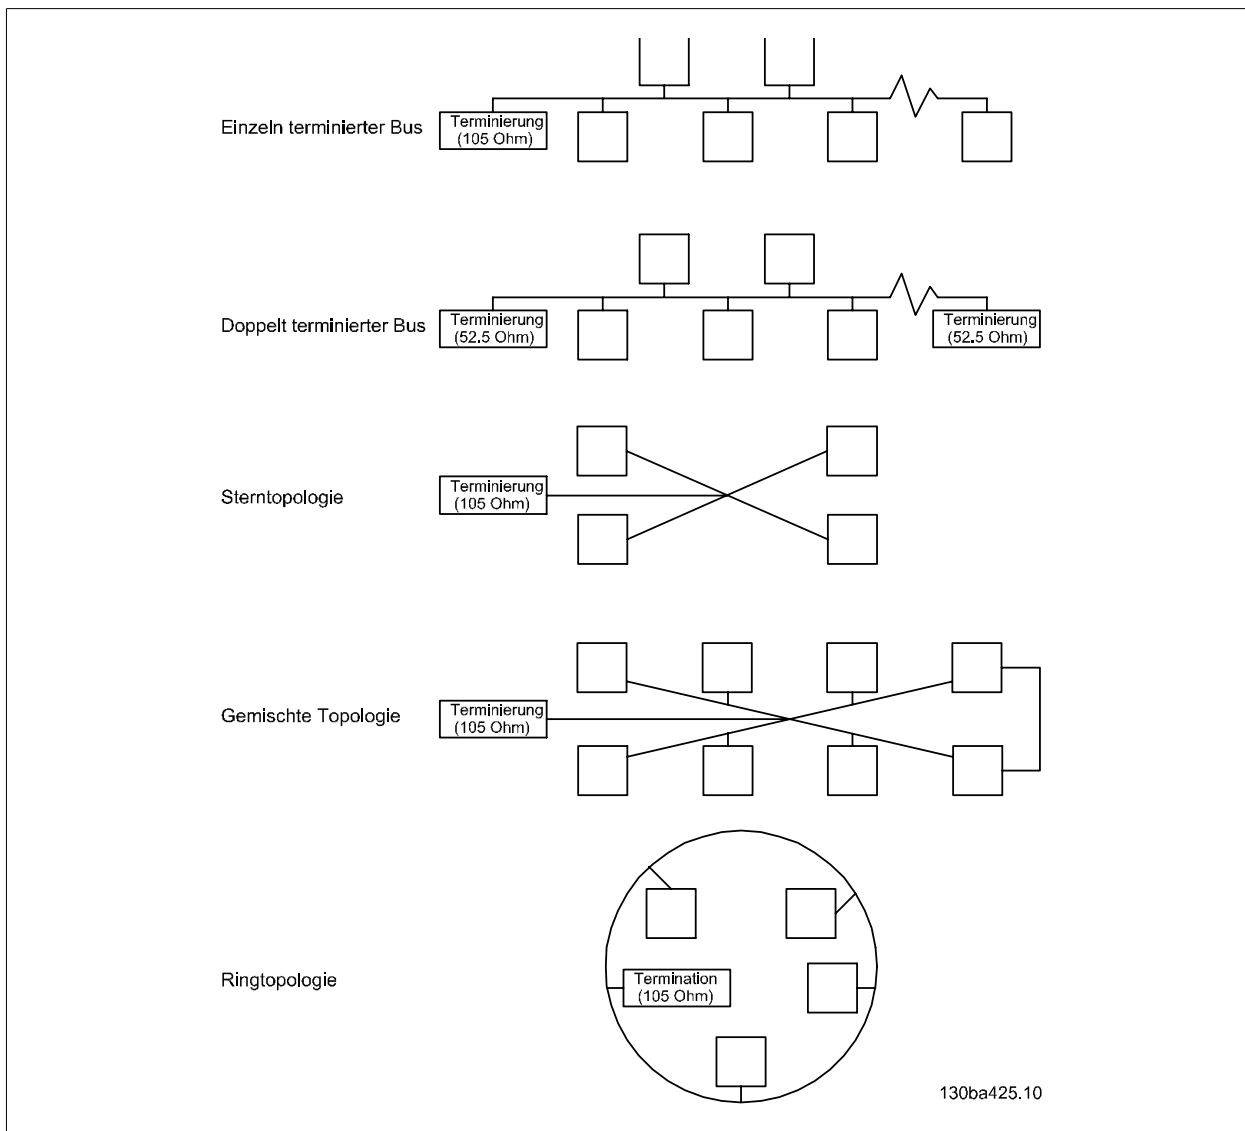 Einzeln terminierter Bus
Terminierung
(105 Ohm)
Doppelt terminierter Bus
Terminierung
(52.5 Ohm)
Terminierung
(52.5 Ohm)
Sterntopologie
Terminierung
(105 Ohm)
Gemischte Topologie
Terminierung
(105 Ohm)
Ringtopologie
Termination
(105 Ohm)
130ba425.10